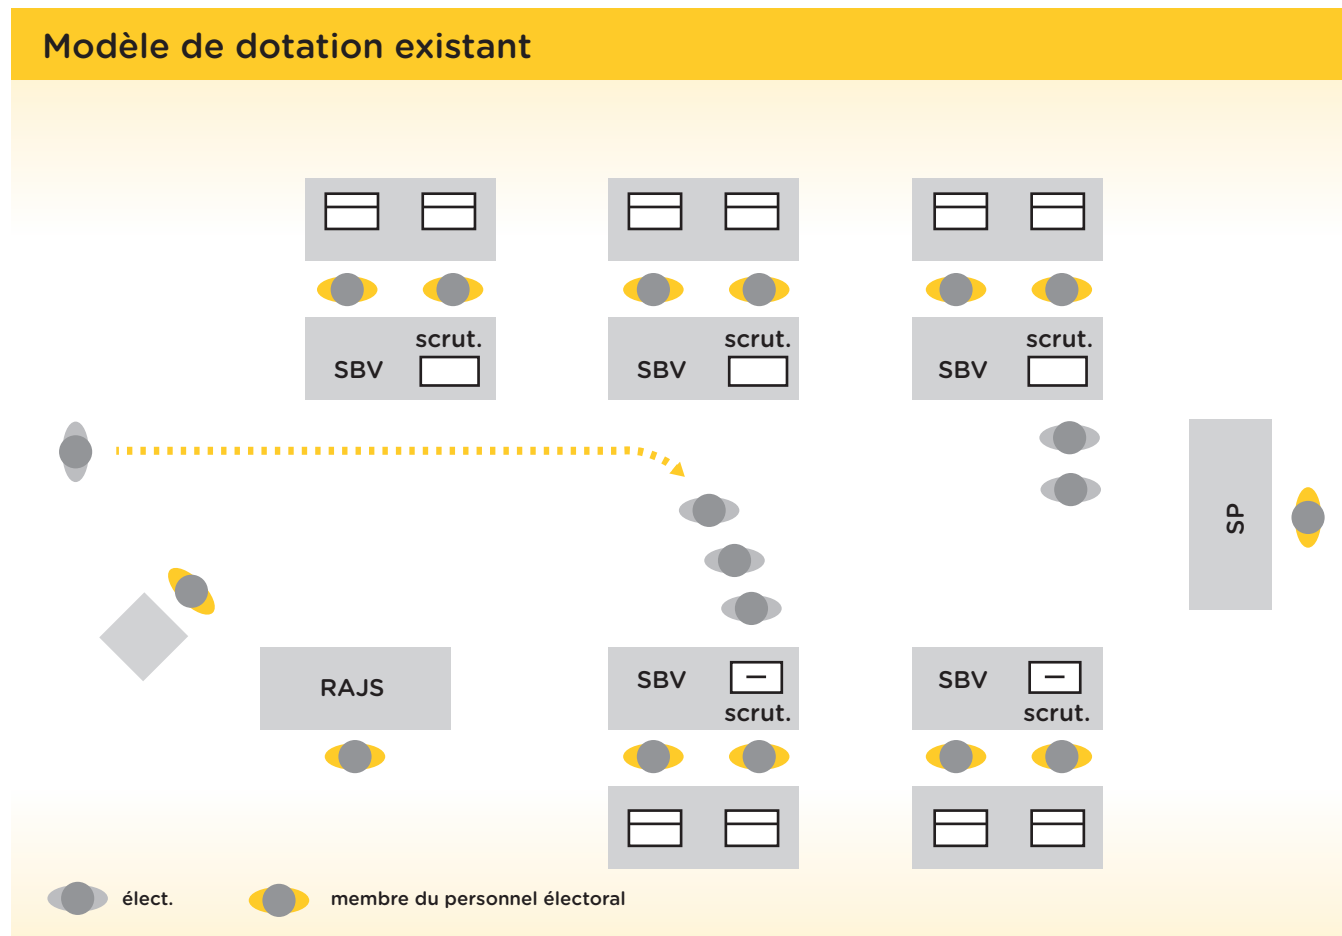 Modèle de dotation existant
scrut.
SBV
scrut.
SBV
scrut.
SBV
SP
RAJS
SBV
scrut.
SBV
scrut.
élect.
membre du personnel électoral